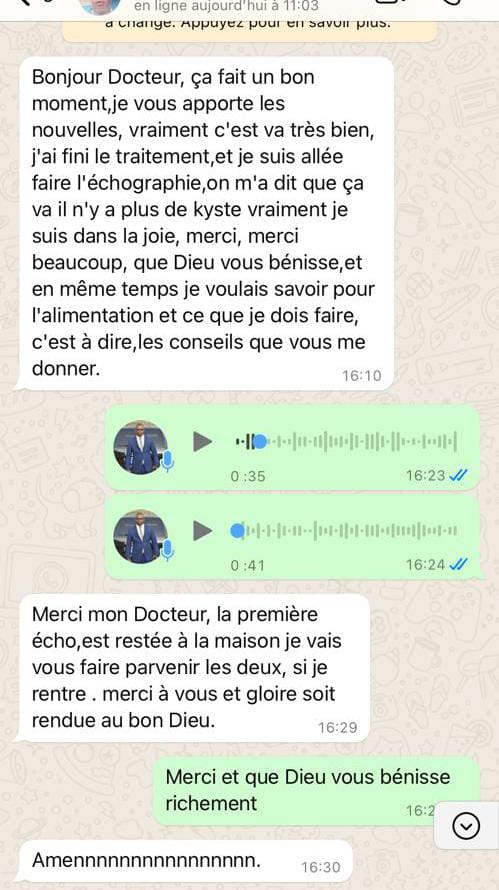 en ligne aujourd'hui à 11:03
a changé. Appuyez pour en savoir plus.
Bonjour Docteur, ça fait un bon
moment,je vous apporte les
nouvelles, vraiment c'est va très bien,
j'ai fini le traitement,et je suis allée
faire l'échographie,on m'a dit que ça
va il n'y a plus de kyste vraiment je
suis dans la joie, merci, merci
beaucoup, que Dieu vous bénisse,et
en même temps je voulais savoir pour
l'alimentation et ce que je dois faire,
c'est à dire,les conseils que vous me
donner.
16:10
0:35
16:23
0:41
16:24
Merci mon Docteur, la première
écho,est restée à la maison je vais
vous faire parvenir les deux, si je
rentre . merci à vous et gloire soit
rendue au bon Dieu.
16:29
Merci et que Dieu vous bénisse
richement
Amennnnnnnnnnnnnnnnn.
16:30